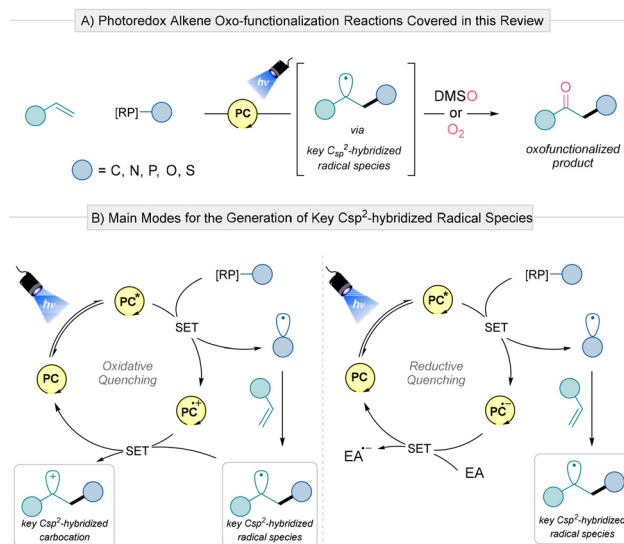 A) Photoredox Alkene Oxo-functionalization Reactions Covered in this Review
hν
[RP]
PC
via
key Csp²-hybridized
radical species
DMSO
or
O₂
O
oxofunctionalized
product
= C, N, P, O, S
B) Main Modes for the Generation of Key Csp²-hybridized Radical Species
hν
PC*
[RP]
SET
Oxidative
Quenching
PC
PC•+
SET
+
key Csp²-hybridized
carbocation
key Csp²-hybridized
radical species
hν
PC*
[RP]
SET
Reductive
Quenching
PC
PC•−
SET
EA•−
EA
key Csp²-hybridized
radical species